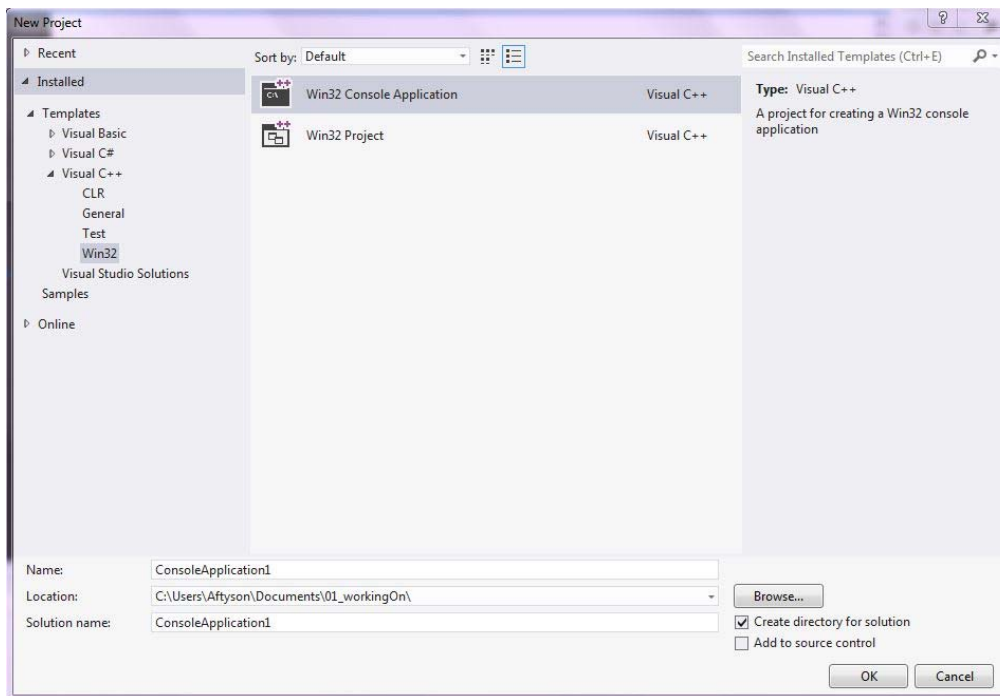 New Project
Recent
Installed
Templates
Visual Basic
Visual C#
Visual C++
CLR
General
Test
Win32
Visual Studio Solutions
Samples
Online
Sort by: Default
Win32 Console Application Visual C++
Win32 Project Visual C++
Search Installed Templates (Ctrl+E)
Type: Visual C++
A project for creating a Win32 console
application
Name: ConsoleApplication1
Location: C:\Users\Aftyson\Documents\01_workingOn\
Solution name: ConsoleApplication1
Browse...
Create directory for solution
Add to source control
OK Cancel